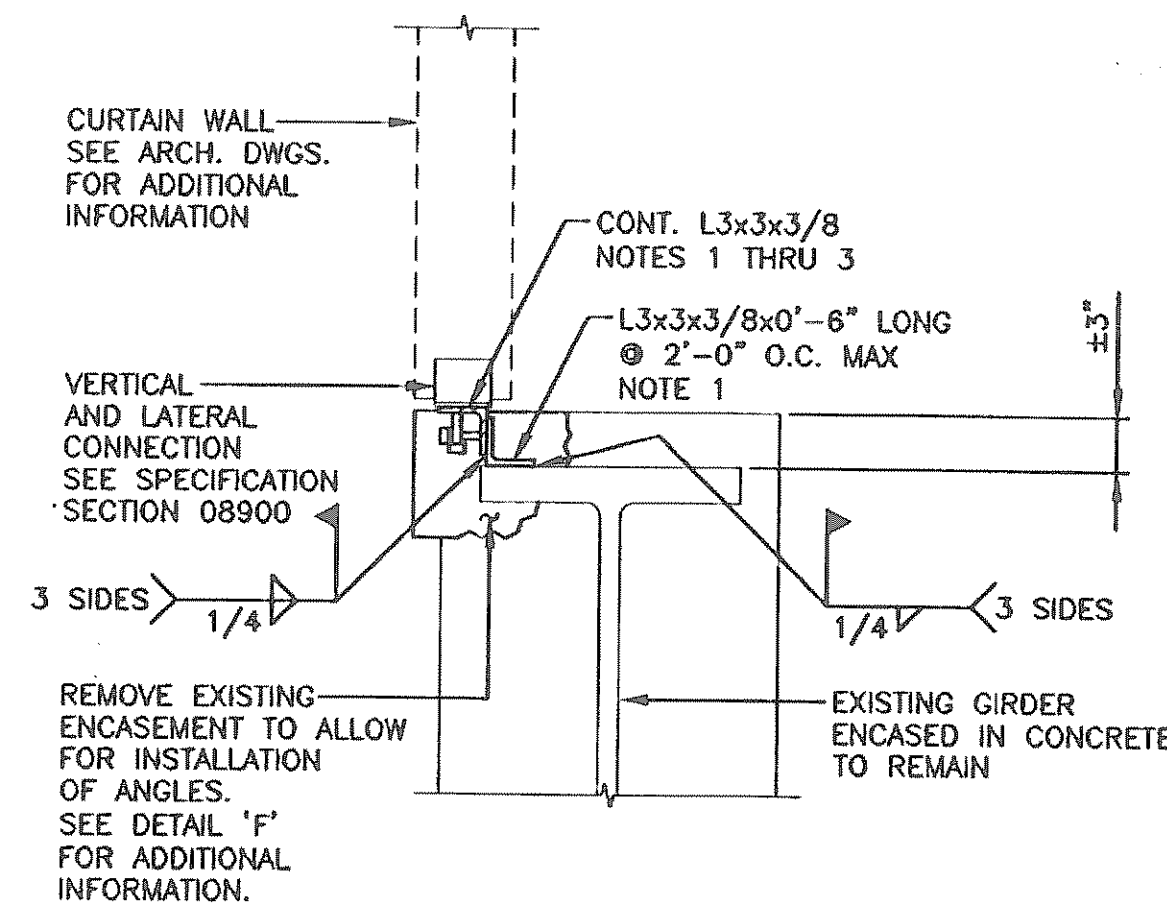 CURTAIN WALL
SEE ARCH. DWGS.
FOR ADDITIONAL
INFORMATION
CONT. L3x3x3/8
NOTES 1 THRU 3
L3x3x3/8x0'-6" LONG
@ 2'-0" O.C. MAX
NOTE 1
±3"
VERTICAL
AND LATERAL
CONNECTION
SEE SPECIFICATION
SECTION 08900
3 SIDES
1/4
1/4
3 SIDES
REMOVE EXISTING
ENCASEMENT TO ALLOW
FOR INSTALLATION
OF ANGLES.
SEE DETAIL 'F'
FOR ADDITIONAL
INFORMATION.
EXISTING GIRDER
ENCASED IN CONCRETE
TO REMAIN